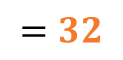 = 32